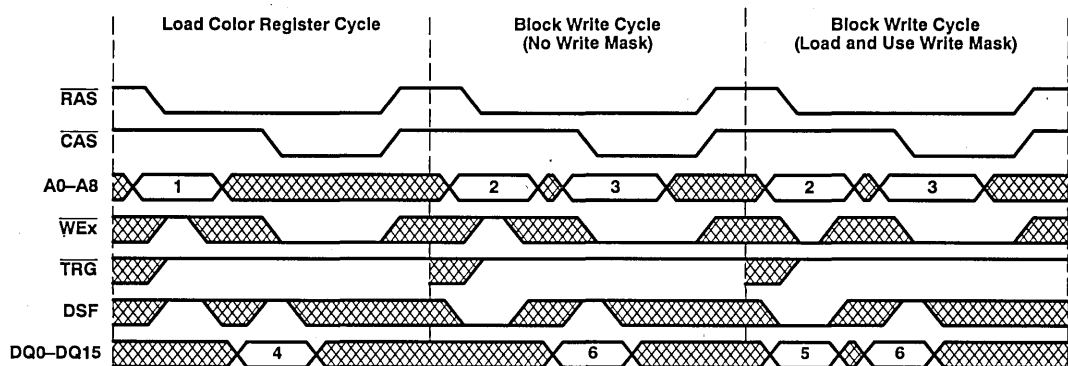 Load Color Register Cycle
Block Write Cycle
(No Write Mask)
Block Write Cycle
(Load and Use Write Mask)
RAS
CAS
A0–A8 1 2 3 2 3
WEx
TRG
DSF
DQ0–DQ15 4 6 5 6